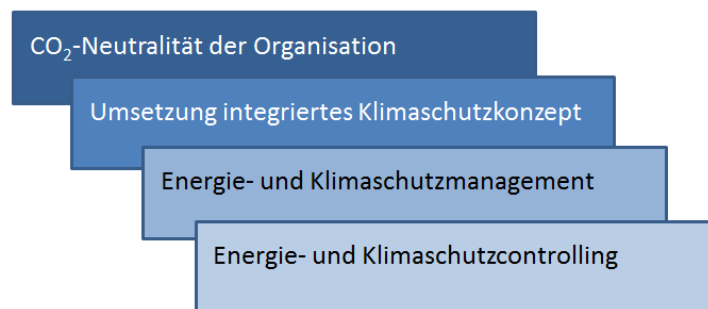 CO₂-Neutralität der Organisation
Umsetzung integriertes Klimaschutzkonzept
Energie- und Klimaschutzmanagement
Energie- und Klimaschutzcontrolling